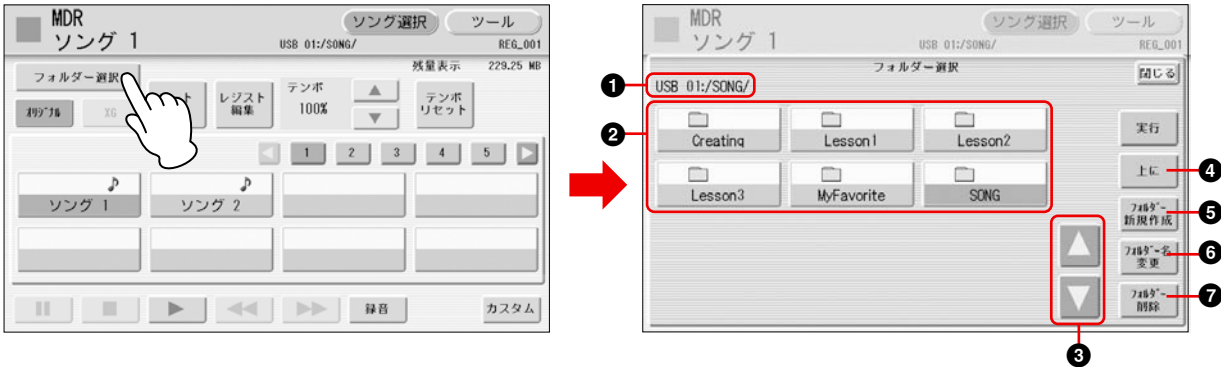 MDR
ソング 1
ソング選択
ツール
USB 01:/SONG/
REG_001
フォルダー選択
残量表示 229.25 MB
オリジナル
XG
ート
レジスト
編集
テンポ
100%
テンポ
リセット
1 2 3 4 5
ソング 1
ソング 2
録音
カスタム
MDR
ソング 1
ソング選択
ツール
USB 01:/SONG/
REG_001
フォルダー選択
閉じる
1
USB 01:/SONG/
2
Creating
Lesson1
Lesson2
Lesson3
MyFavorite
SONG
実行
上に
4
フォルダー
新規作成
5
フォルダー名
変更
6
フォルダー
削除
7
3